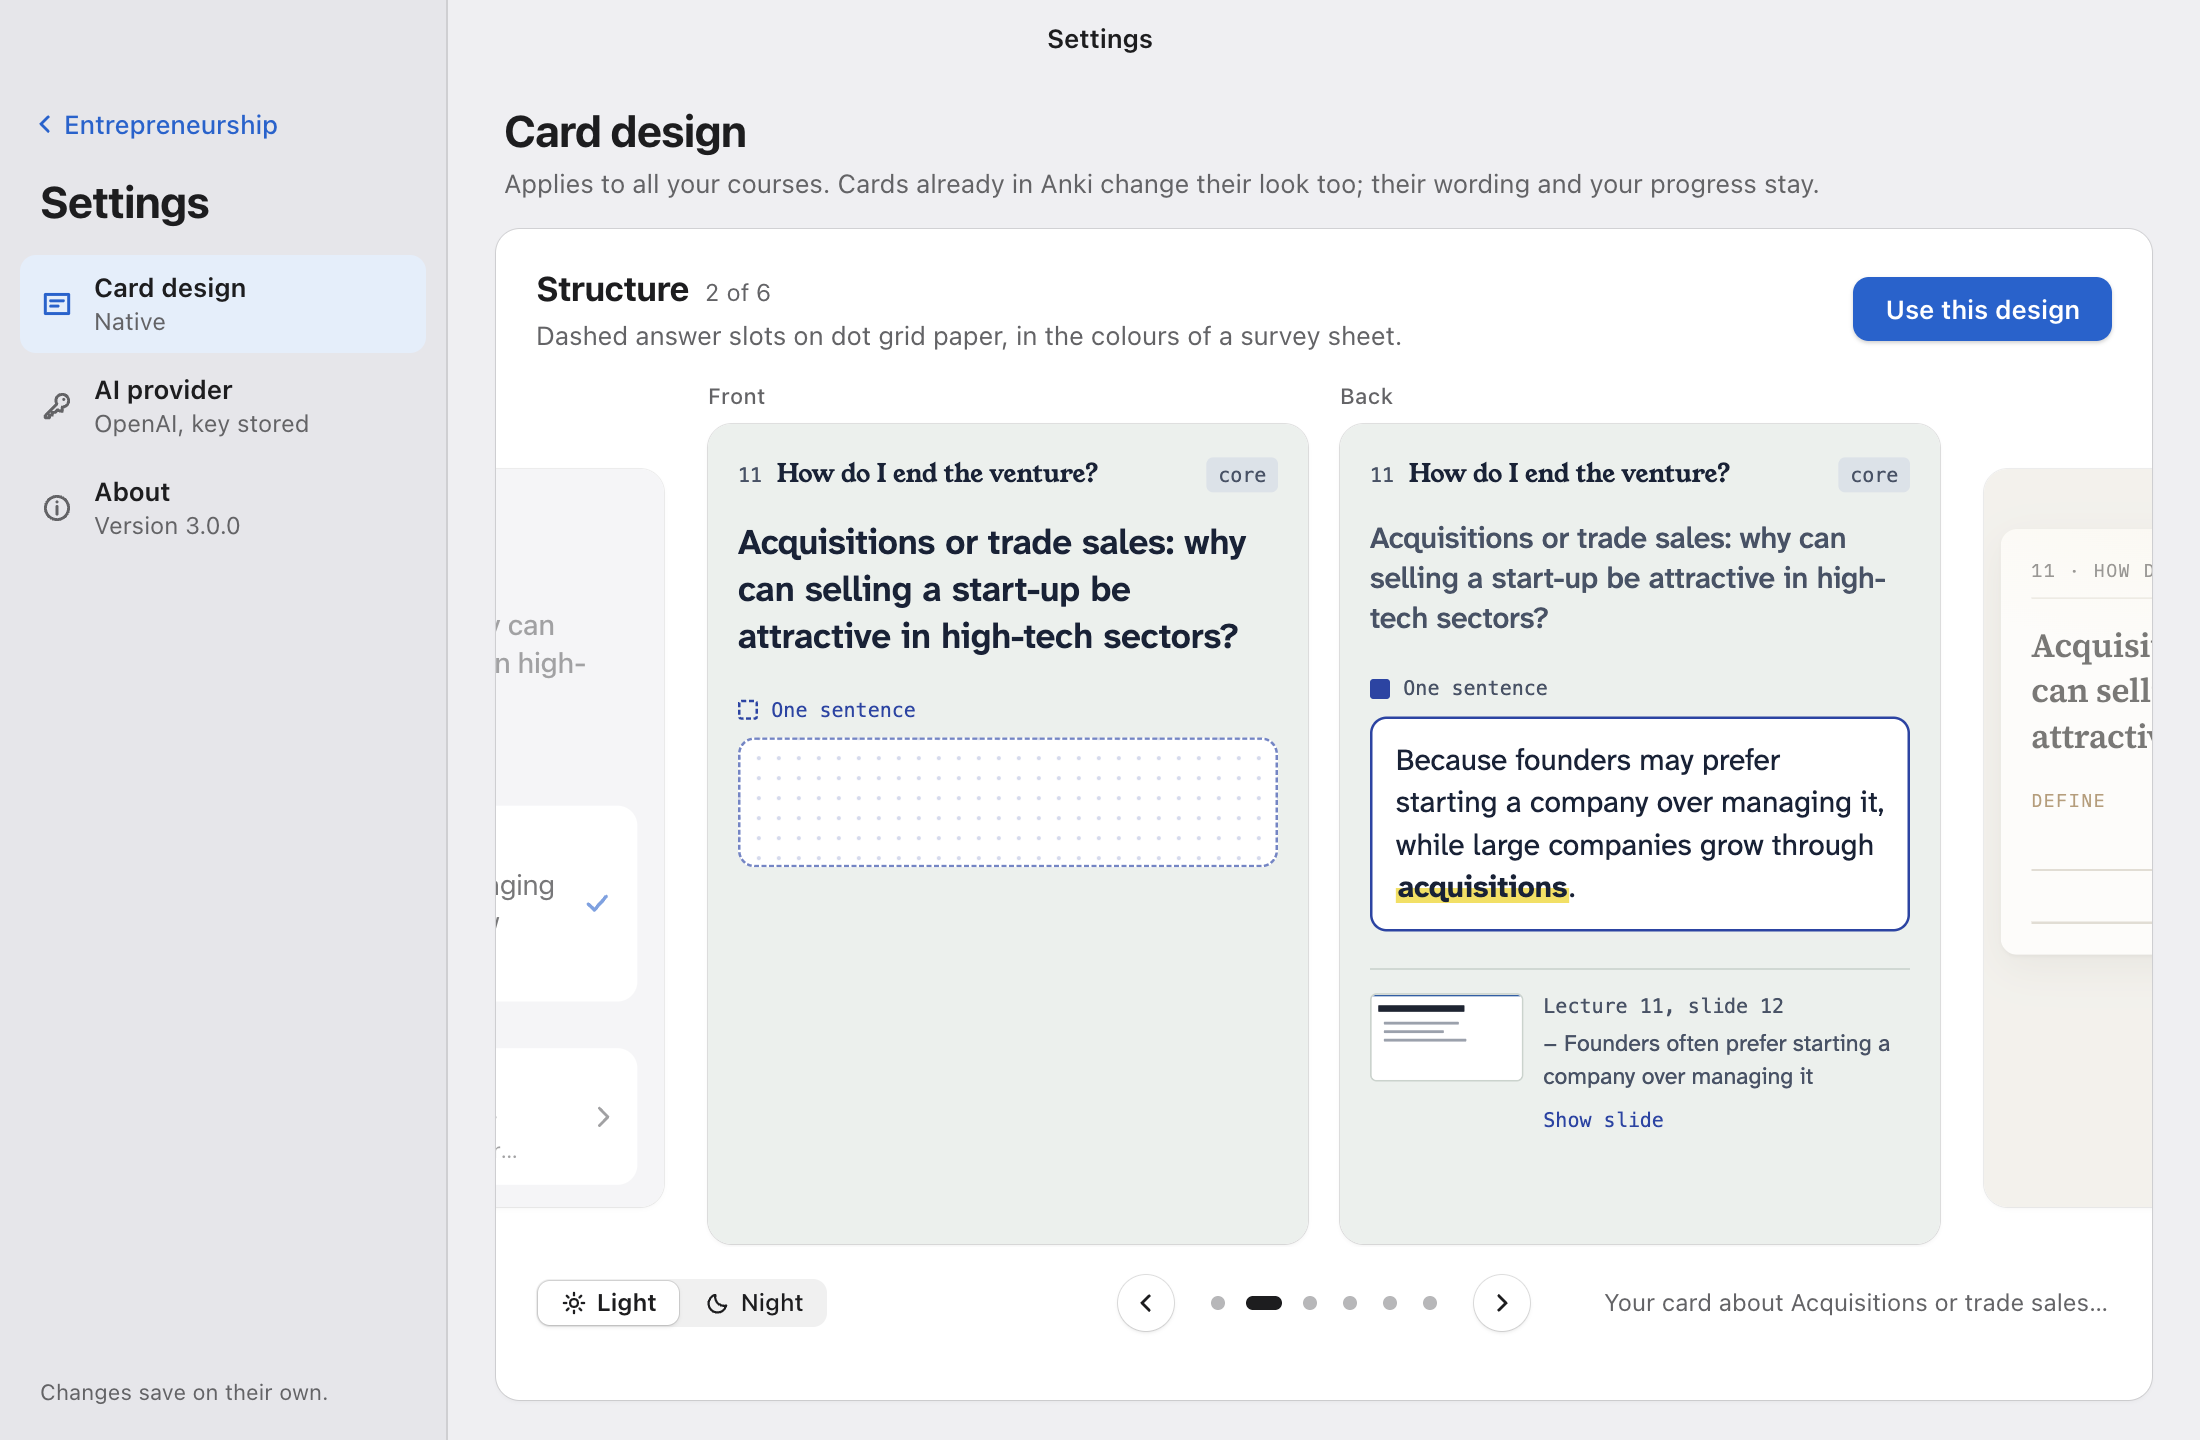 Settings
Entrepreneurship
Settings
Card design
Native
AI provider
OpenAI, key stored
About
Version 3.0.0
Changes save on their own.
Card design
Applies to all your courses. Cards already in Anki change their look too; their wording and your progress stay.
Structure 2 of 6
Dashed answer slots on dot grid paper, in the colours of a survey sheet.
Use this design
can
high-
Front
11 How do I end the venture? core
Acquisitions or trade sales: why
can selling a start-up be
attractive in high-tech sectors?
One sentence
Back
11 How do I end the venture? core
Acquisitions or trade sales: why can
selling a start-up be attractive in high-
tech sectors?
One sentence
Because founders may prefer
starting a company over managing it,
while large companies grow through
acquisitions.
Lecture 11, slide 12
– Founders often prefer starting a
company over managing it
Show slide
11 · HOW
can sell
DEFINE
Light
Night
Your card about Acquisitions or trade sales...